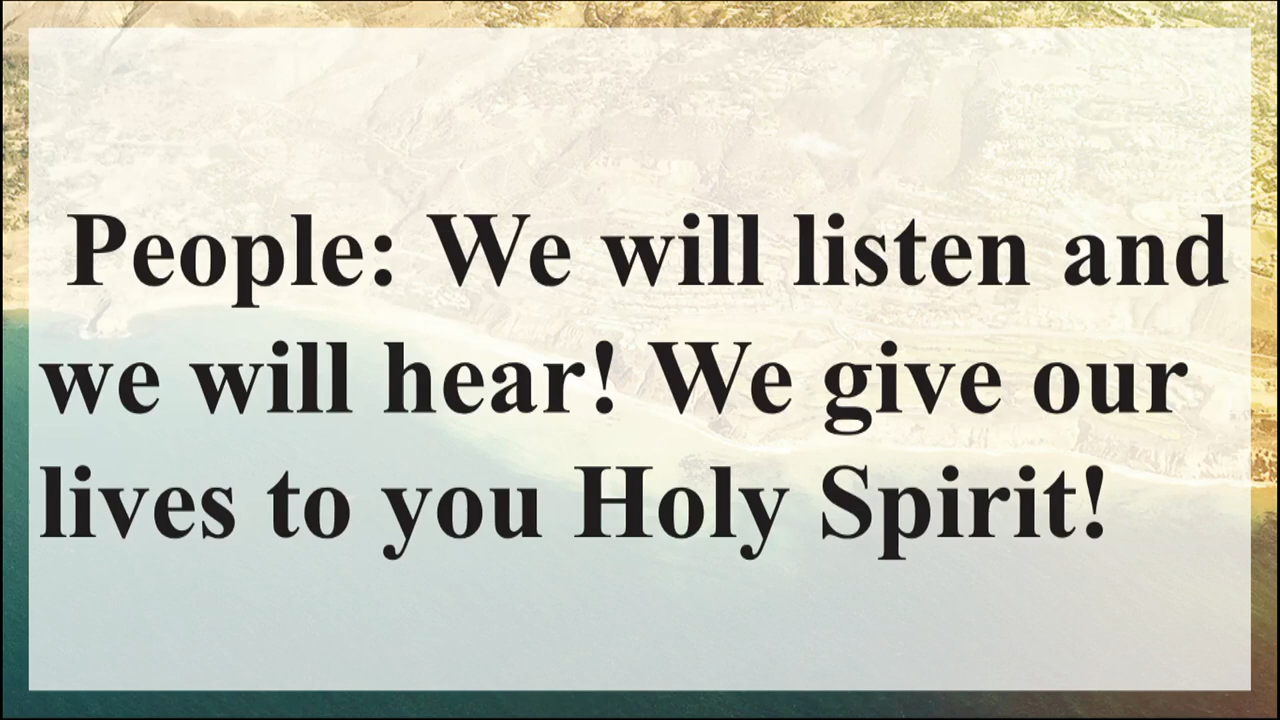 People: We will listen and
we will hear! We give our
lives to you Holy Spirit!